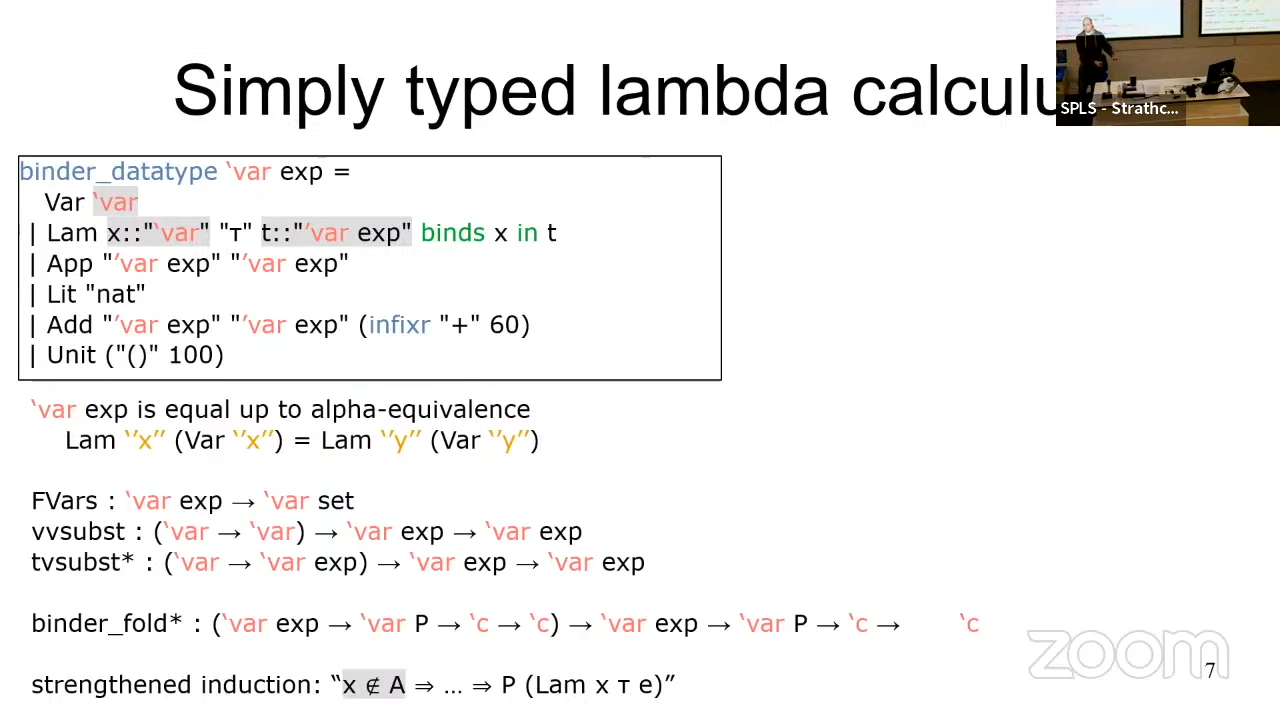 Simply typed lambda calculu
SPLS - Strathc...
binder_datatype ‘var exp =
Var ‘var
| Lam x::"‘var" "τ" t::"’var exp" binds x in t
| App "’var exp" "’var exp"
| Lit "nat"
| Add "’var exp" "’var exp" (infixr "+" 60)
| Unit ("()" 100)
‘var exp is equal up to alpha-equivalence
Lam ‘’x’’ (Var ‘’x’’) = Lam ‘’y’’ (Var ‘’y’’)
FVars : ‘var exp → ‘var set
vvsubst : (‘var → ‘var) → ‘var exp → ‘var exp
tvsubst* : (‘var → ‘var exp) → ‘var exp → ‘var exp
binder_fold* : (‘var exp → ‘var P → ‘c → ‘c) → ‘var exp → ‘var P → ‘c → ‘c
zoom
7
strengthened induction: “x ∉ A ⇒ … ⇒ P (Lam x τ e)”